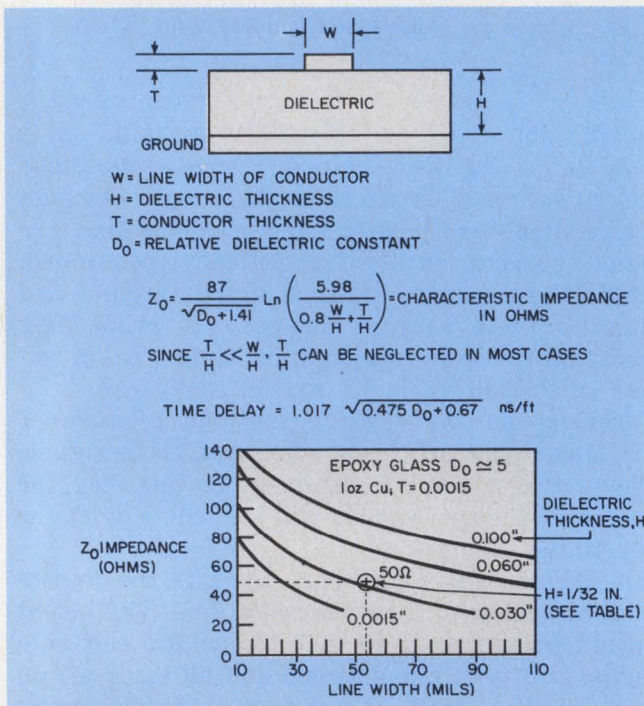 W
T
DIELECTRIC
H
GROUND
W = LINE WIDTH OF CONDUCTOR
H = DIELECTRIC THICKNESS
T = CONDUCTOR THICKNESS
D₀ = RELATIVE DIELECTRIC CONSTANT
Z₀ = 87 / √(D₀+1.41) Ln (5.98 / (0.8 W/H + T/H)) = CHARACTERISTIC IMPEDANCE
IN OHMS
SINCE T/H << W/H, T/H CAN BE NEGLECTED IN MOST CASES
TIME DELAY = 1.017 √(0.475 D₀ + 0.67) ns/ft
140
120
100
80
60
40
20
0
Z₀ IMPEDANCE
(OHMS)
EPOXY GLASS D₀ ≃ 5
1 oz. Cu, T = 0.0015
DIELECTRIC
THICKNESS, H
0.100"
0.060"
50Ω
H = 1/32 IN.
(SEE TABLE)
0.030"
0.0015"
10 30 50 70 90 110
LINE WIDTH (MILS)